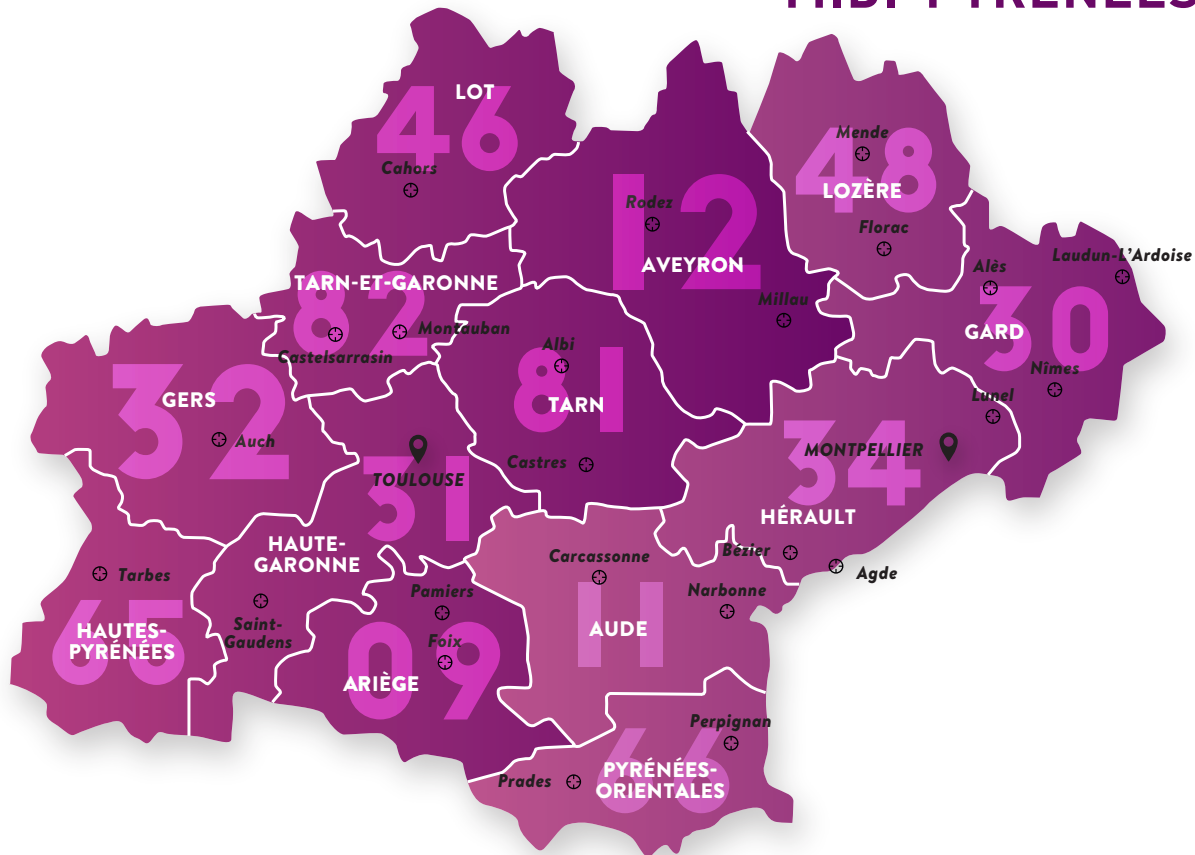 MIDI-PYRÉNÉES
LOT
46
Cahors
Mende
48
LOZÈRE
Florac
Rodez
12
AVEYRON
Millau
Laudun-L'Ardoise
Alès
30
GARD
Nîmes
Lunel
TARN-ET-GARONNE
82
Montauban
Castelsarrasin
Albi
81
TARN
Castres
GERS
32
Auch
TOULOUSE
31
34
MONTPELLIER
HÉRAULT
Bézier
Agde
HAUTE-
GARONNE
Saint-
Gaudens
Tarbes
65
HAUTES-
PYRÉNÉES
Pamiers
Foix
09
ARIÈGE
Carcassonne
Narbonne
11
AUDE
Perpignan
66
PYRÉNÉES-
ORIENTALES
Prades